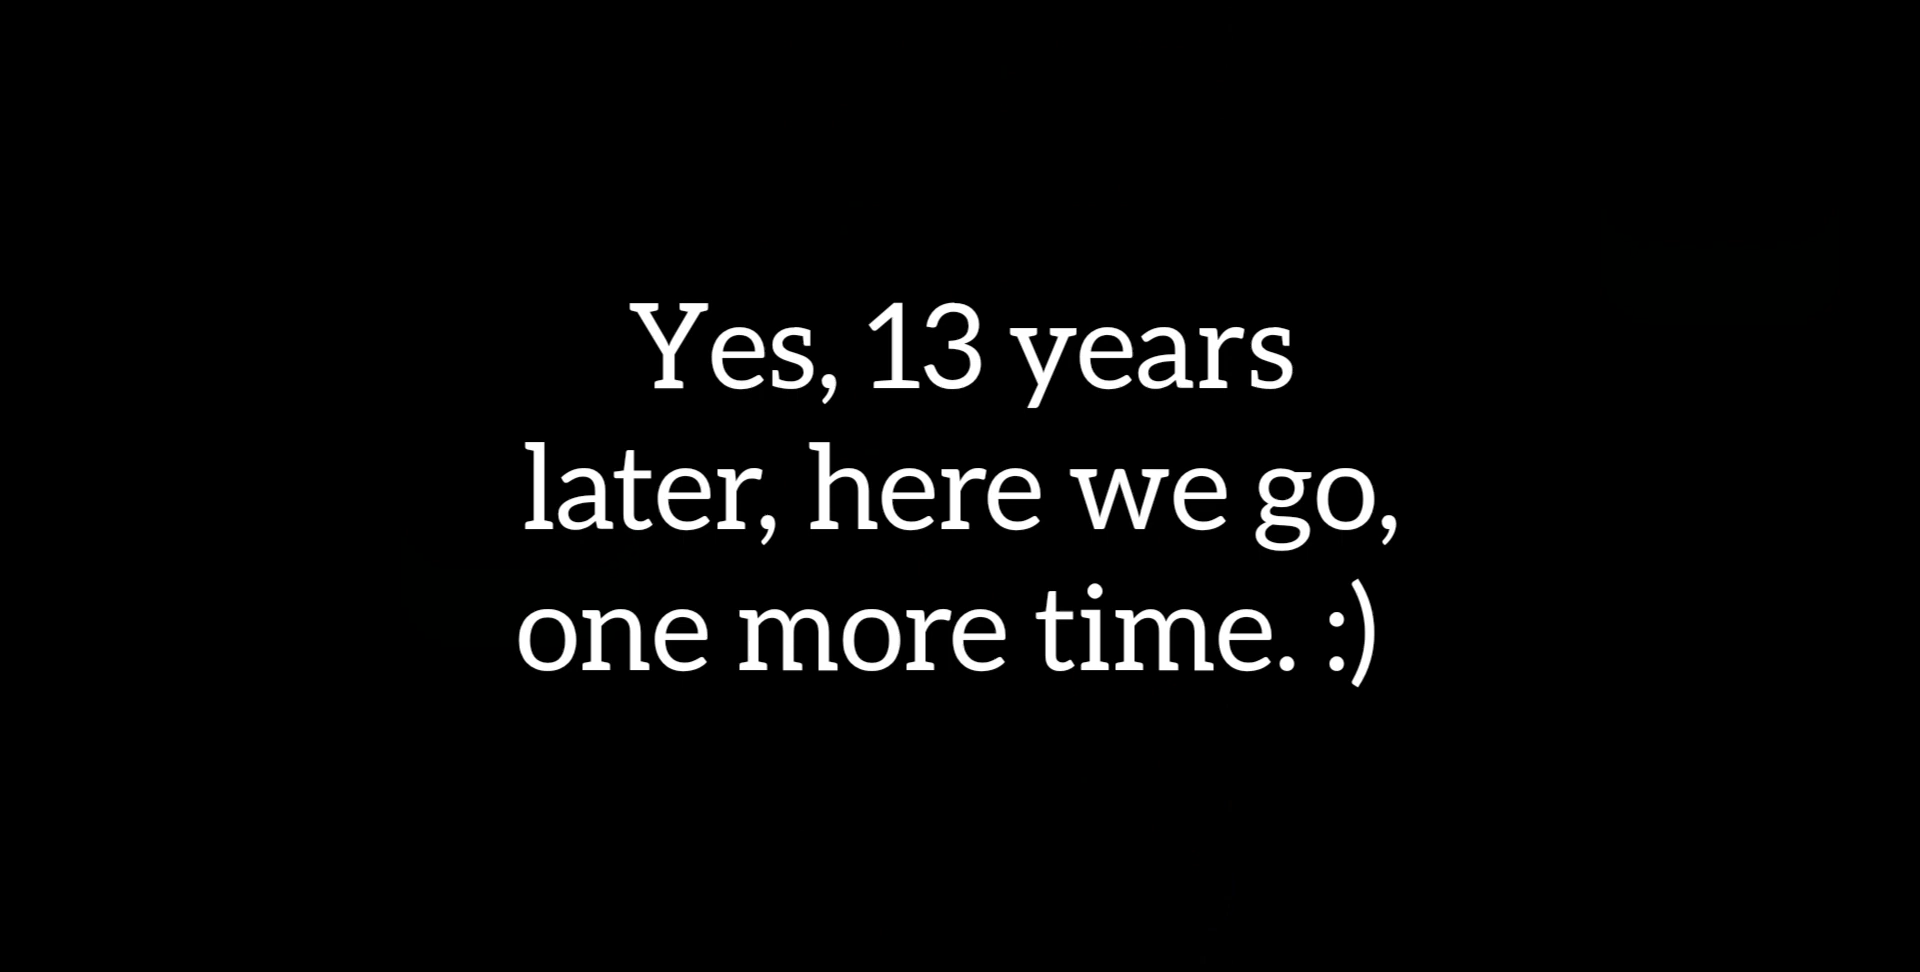 Yes, 13 years
later, here we go,
one more time. :)